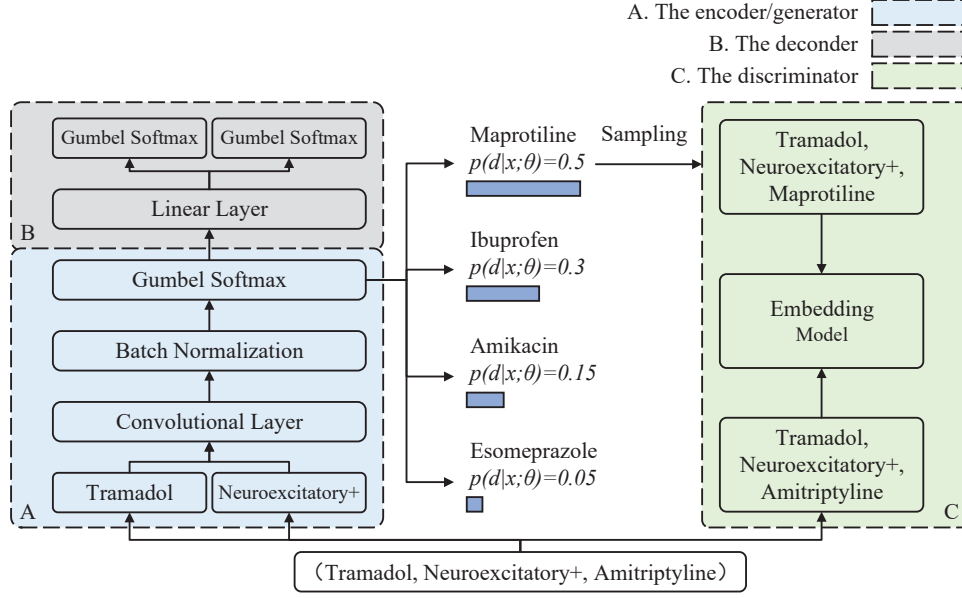 A. The encoder/generator
B. The deconder
C. The discriminator
Gumbel Softmax
Gumbel Softmax
Linear Layer
B
Gumbel Softmax
Batch Normalization
Convolutional Layer
Tramadol
Neuroexcitatory+
A
Maprotiline
p(d|x;θ)=0.5
Ibuprofen
p(d|x;θ)=0.3
Amikacin
p(d|x;θ)=0.15
Esomeprazole
p(d|x;θ)=0.05
Sampling
Tramadol,
Neuroexcitatory+,
Maprotiline
Embedding
Model
Tramadol,
Neuroexcitatory+,
Amitriptyline
C
(Tramadol, Neuroexcitatory+, Amitriptyline)